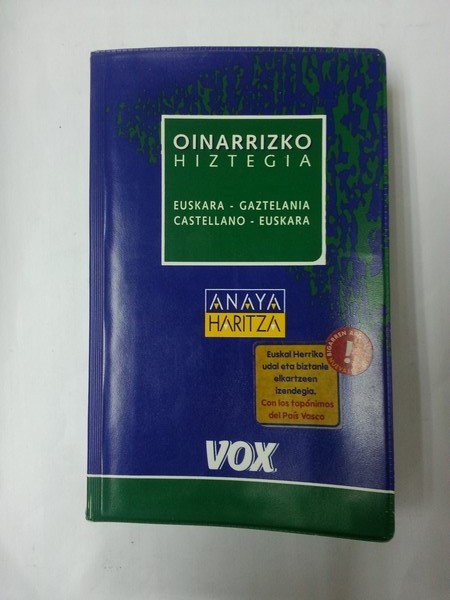 OINARRIZKO
HIZTEGIA
EUSKARA - GAZTELANIA
CASTELLANO - EUSKARA
ANAYA
HARITZA
BIGARREN
!
Euskal Herriko
udal eta biztanle
elkartzeen
izendegia.
Con los topónimos
del País Vasco
VOX